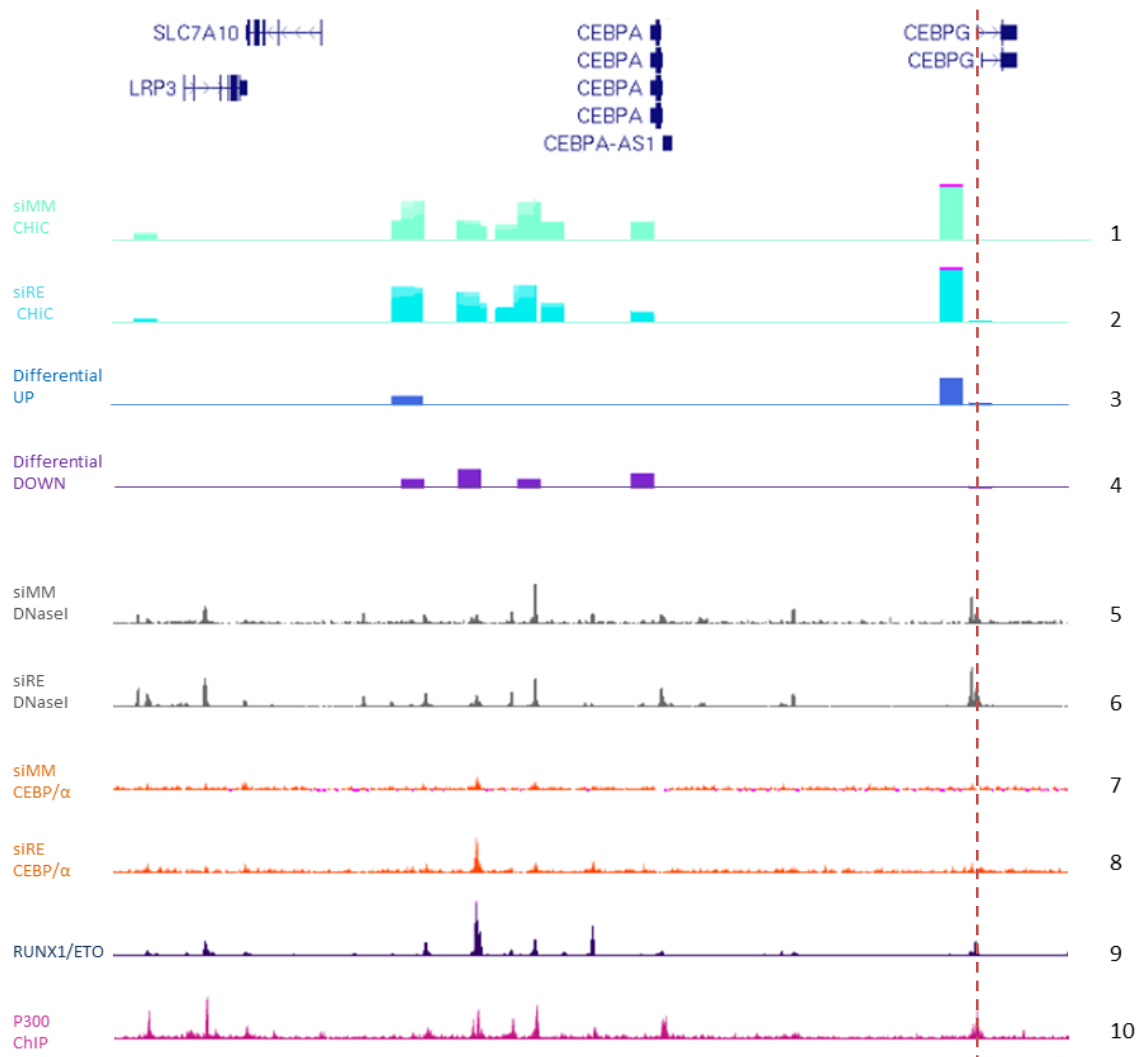 SLC7A10
CEBPA
CEBPG
CEBPA
CEBPG
LRP3
CEBPA
CEBPA
CEBPA-AS1
siMM
CHiC
1
siRE
CHiC
2
Differential
UP
3
Differential
DOWN
4
siMM
DNaseI
5
siRE
DNaseI
6
siMM
CEBP/α
7
siRE
CEBP/α
8
RUNX1/ETO
9
P300
ChIP
10